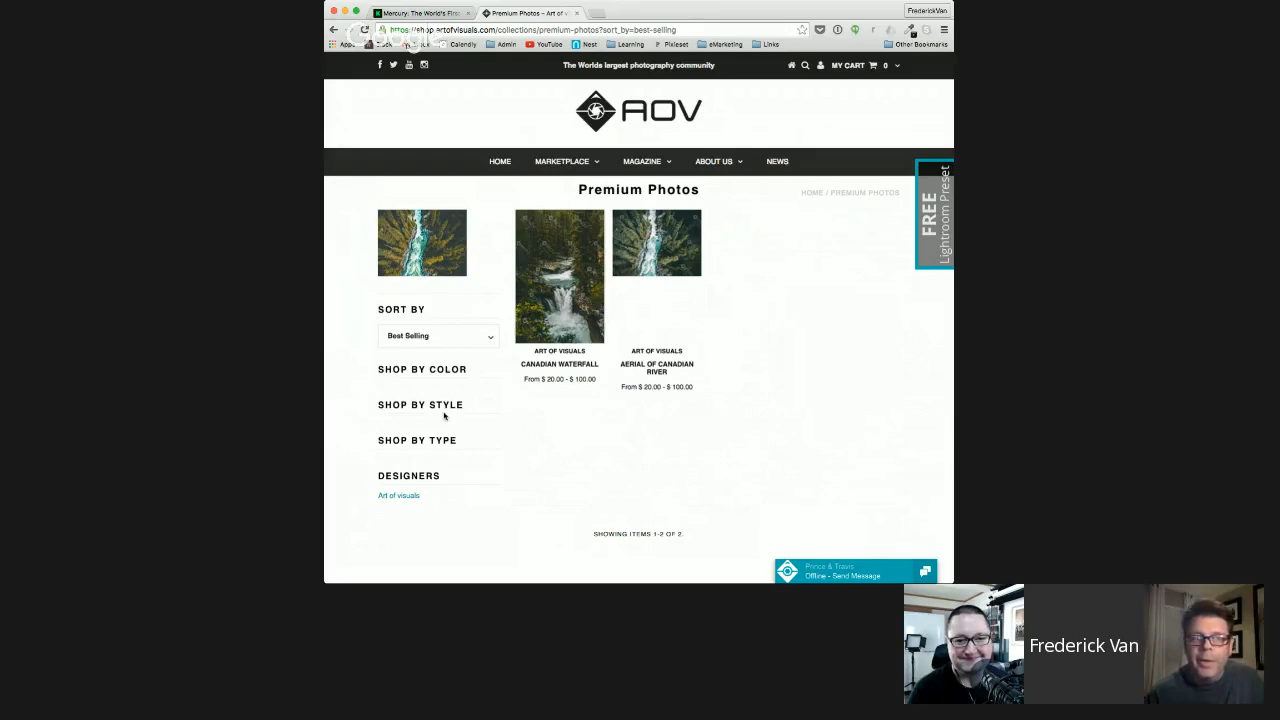 Mercury: The World's First
Premium Photos – Art of v
FrederickVan
https://shop.artofvisuals.com/collections/premium-photos?sort_by=best-selling
Google
Apps
Calendly
Admin
YouTube
Nest
Learning
Pixieset
eMarketing
Links
Other Bookmarks
The Worlds largest photography community
MY CART 0
AOV
HOME MARKETPLACE MAGAZINE ABOUT US NEWS
Premium Photos
HOME / PREMIUM PHOTOS
FREE
Lightroom Preset
SORT BY
Best Selling
SHOP BY COLOR
SHOP BY STYLE
SHOP BY TYPE
DESIGNERS
Art of visuals
ART OF VISUALS
CANADIAN WATERFALL
From $ 20.00 - $ 100.00
ART OF VISUALS
AERIAL OF CANADIAN
RIVER
From $ 20.00 - $ 100.00
SHOWING ITEMS 1-2 OF 2.
Prince & Travis
Offline - Send Message
Frederick Van